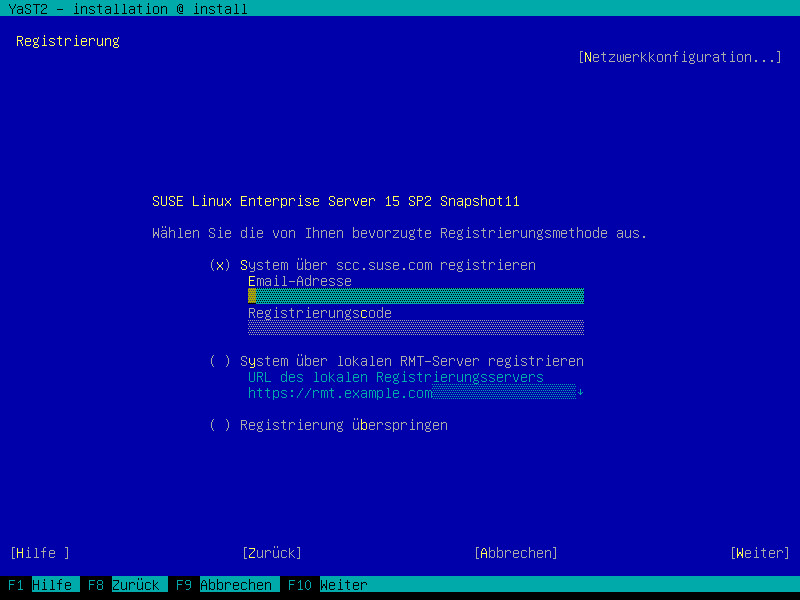 YaST2 - installation @ install
Registrierung
[Netzwerkkonfiguration...]
SUSE Linux Enterprise Server 15 SP2 Snapshot11
Wählen Sie die von Ihnen bevorzugte Registrierungsmethode aus.
(x) System über scc.suse.com registrieren
Email-Adresse
Registrierungscode
( ) System über lokalen RMT-Server registrieren
URL des lokalen Registrierungsservers
https://rmt.example.com
( ) Registrierung überspringen
[Hilfe ] [Zurück] [Abbrechen] [Weiter]
F1 Hilfe F8 Zurück F9 Abbrechen F10 Weiter